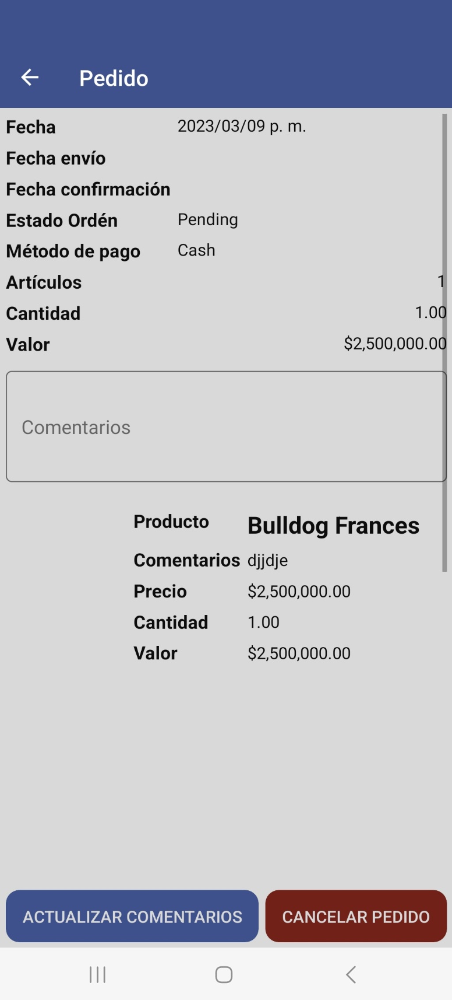 Pedido
Fecha 2023/03/09 p. m.
Fecha envío
Fecha confirmación
Estado Ordén Pending
Método de pago Cash
Artículos 1
Cantidad 1.00
Valor $2,500,000.00
Comentarios
Producto Bulldog Frances
Comentarios djjdje
Precio $2,500,000.00
Cantidad 1.00
Valor $2,500,000.00
ACTUALIZAR COMENTARIOS CANCELAR PEDIDO